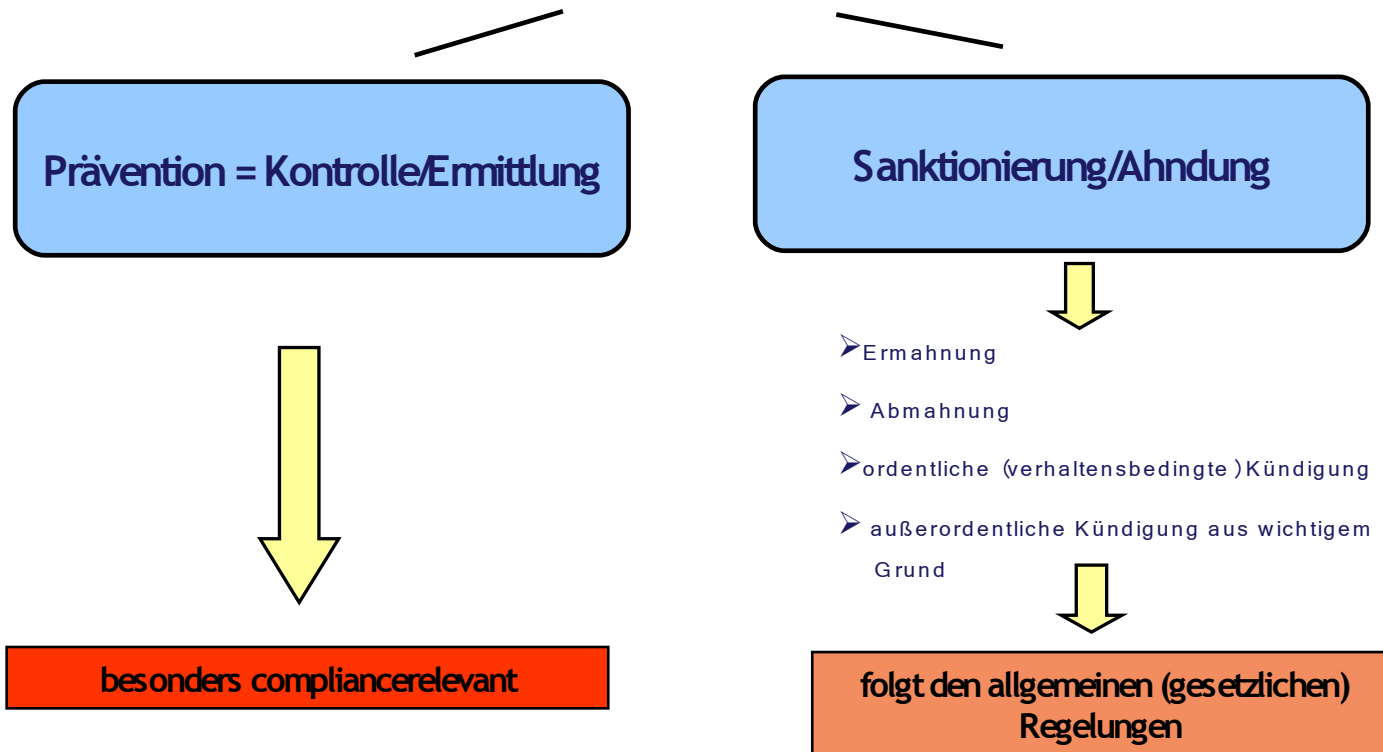 Prävention = Kontrolle/Ermittlung
besonders compliancerelevant
Sanktionierung/Ahndung
➢Ermahnung
➢ Abmahnung
➢ordentliche (verhaltensbedingte)Kündigung
➢ außerordentliche Kündigung aus wichtigem
Grund
folgt den allgemeinen (gesetzlichen)
Regelungen